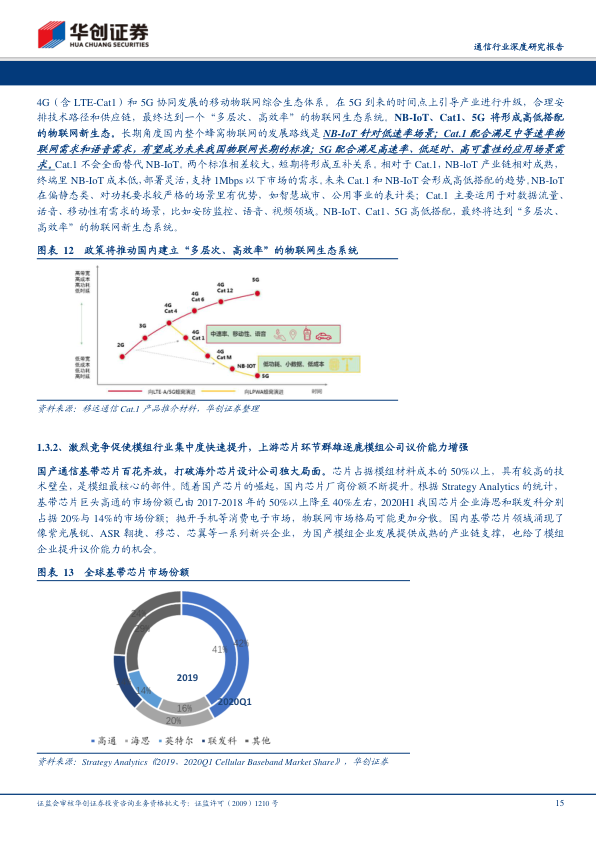 华创证券
HUA CHUANG SECURITIES
通信行业深度研究报告
4G（含 LTE-Cat1）和 5G 协同发展的移动物联网综合生态体系。在 5G 到来的时间点上引导产业进行升级，合理安
排技术路径和供应链，最终达到一个“多层次、高效率”的物联网生态系统。NB-IoT、Cat1、5G 将形成高低搭配
的物联网新生态。长期角度国内整个蜂窝物联网的发展路线是 NB-IoT 针对低速率场景；Cat.1 配合满足中等速率物
联网需求和语音需求，有望成为未来我国物联网长期的标准；5G 配合满足高速率、低延时、高可靠性的应用场景需
求。Cat.1 不会全面替代 NB-IoT，两个标准相差较大，短期将形成互补关系。相对于 Cat.1，NB-IoT 产业链相对成熟、
终端里 NB-IoT 成本低，部署灵活，支持 1Mbps 以下市场的需求。未来 Cat.1 和 NB-IoT 会形成高低搭配的趋势。NB-IoT
在偏静态类、对功耗要求较严格的场景里有优势，如智慧城市、公用事业的表计类；Cat.1 主要运用于对数据流量、
语音、移动性有需求的场景，比如安防监控、语音、视频领域。NB-IoT、Cat1、5G 高低搭配，最终将达到“多层次、
高效率”的物联网新生态系统。
图表 12 政策将推动国内建立“多层次、高效率”的物联网生态系统
高带宽
高成本
高功耗
低时延
低带宽
低成本
低功耗
高时延
2G
3G
4G
Cat 4
4G
Cat 6
4G
Cat 12
5G
4G
Cat 1
4G
Cat M
NB-IOT
5G
中速率、移动性、语音
低功耗、小数据、低成本
向LTE-A/5G蜂窝演进
向LPWA蜂窝演进
时间
资料来源：移远通信 Cat.1 产品推介材料，华创证券整理
1.3.2、激烈竞争促使模组行业集中度快速提升，上游芯片环节群雄逐鹿模组公司议价能力增强
国产通信基带芯片百花齐放，打破海外芯片设计公司独大局面。芯片占据模组材料成本的 50%以上，具有较高的技
术壁垒，是模组最核心的部件。随着国产芯片的崛起，国内芯片厂商份额不断提升。根据 Strategy Analytics 的统计，
基带芯片巨头高通的市场份额已由 2017-2018 年的 50%以上降至 40%左右，2020H1 我国芯片企业海思和联发科分别
占据 20%与 14%的市场份额；抛开手机等消费电子市场，物联网市场格局可能更加分散。国内基带芯片领域涌现了
像紫光展锐、ASR 翱捷、移芯、芯翼等一系列新兴企业，为国产模组企业发展提供成熟的产业链支撑，也给了模组
企业提升议价能力的机会。
图表 13 全球基带芯片市场份额
41%
42%
14%
16%
20%
2019
2020Q1
高通 海思 英特尔 联发科 其他
资料来源：Strategy Analytics《2019、2020Q1 Cellular Baseband Market Share》，华创证券
证监会审核华创证券投资咨询业务资格批文号：证监许可（2009）1210 号
15